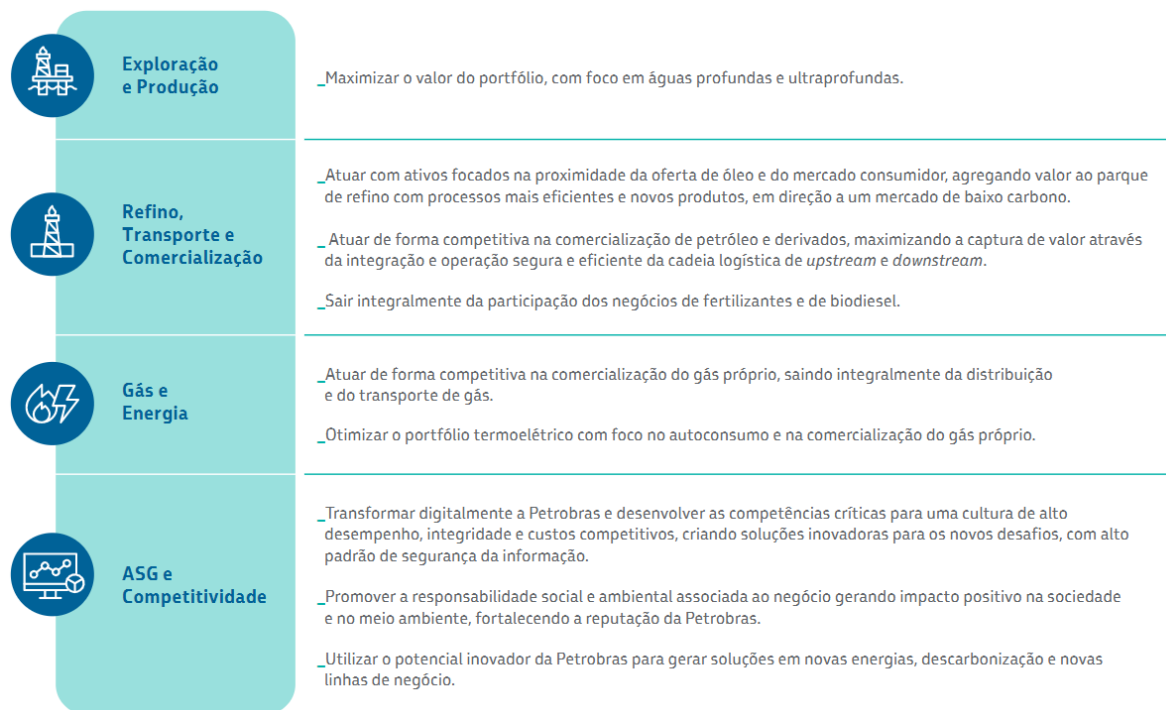 Exploração
e Produção
_Maximizar o valor do portfólio, com foco em águas profundas e ultraprofundas.
Refino,
Transporte e
Comercialização
_Atuar com ativos focados na proximidade da oferta de óleo e do mercado consumidor, agregando valor ao parque
de refino com processos mais eficientes e novos produtos, em direção a um mercado de baixo carbono.
_ Atuar de forma competitiva na comercialização de petróleo e derivados, maximizando a captura de valor através
da integração e operação segura e eficiente da cadeia logística de upstream e downstream.
_Sair integralmente da participação dos negócios de fertilizantes e de biodiesel.
Gás e
Energia
_Atuar de forma competitiva na comercialização do gás próprio, saindo integralmente da distribuição
e do transporte de gás.
_Otimizar o portfólio termoelétrico com foco no autoconsumo e na comercialização do gás próprio.
ASG e
Competitividade
_Transformar digitalmente a Petrobras e desenvolver as competências críticas para uma cultura de alto
desempenho, integridade e custos competitivos, criando soluções inovadoras para os novos desafios, com alto
padrão de segurança da informação.
_Promover a responsabilidade social e ambiental associada ao negócio gerando impacto positivo na sociedade
e no meio ambiente, fortalecendo a reputação da Petrobras.
_Utilizar o potencial inovador da Petrobras para gerar soluções em novas energias, descarbonização e novas
linhas de negócio.